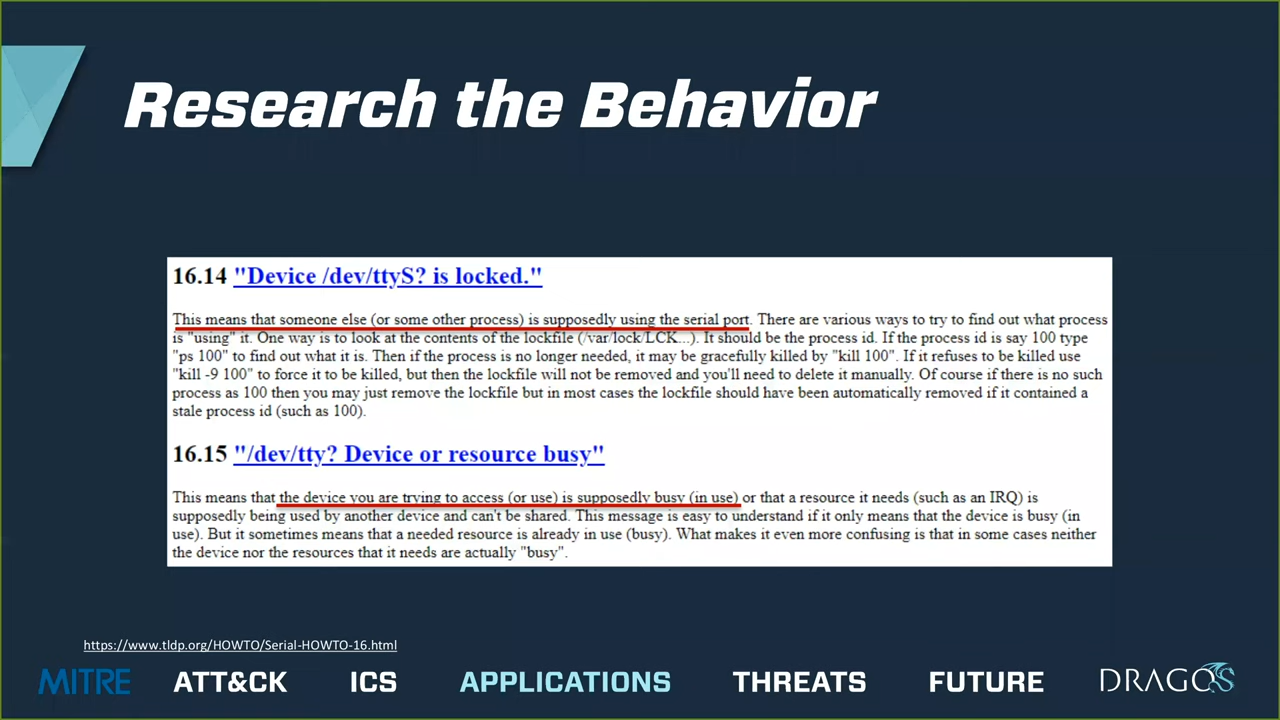 Research the Behavior
16.14 "Device /dev/ttyS? is locked."
This means that someone else (or some other process) is supposedly using the serial port. There are various ways to try to find out what process
is "using" it. One way is to look at the contents of the lockfile (/var/lock/LCK...). It should be the process id. If the process id is say 100 type
"ps 100" to find out what it is. Then if the process is no longer needed, it may be gracefully killed by "kill 100". If it refuses to be killed use
"kill -9 100" to force it to be killed, but then the lockfile will not be removed and you'll need to delete it manually. Of course if there is no such
process as 100 then you may just remove the lockfile but in most cases the lockfile should have been automatically removed if it contained a
stale process id (such as 100).
16.15 "/dev/tty? Device or resource busy"
This means that the device you are trying to access (or use) is supposedly busy (in use) or that a resource it needs (such as an IRQ) is
supposedly being used by another device and can't be shared. This message is easy to understand if it only means that the device is busy (in
use). But it sometimes means that a needed resource is already in use (busy). What makes it even more confusing is that in some cases neither
the device nor the resources that it needs are actually "busy".
https://www.tldp.org/HOWTO/Serial-HOWTO-16.html
MITRE ATT&CK ICS APPLICATIONS THREATS FUTURE DRAGOS